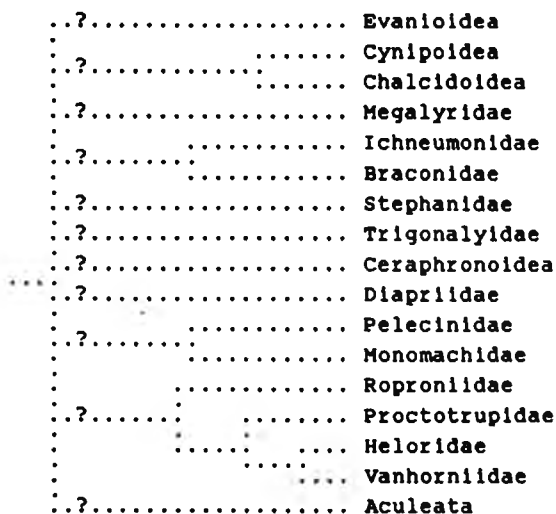 ? Evanioidea
Cynipoidea
?
Chalcidoidea
? Megalyridae
Ichneumonidae
?
Braconidae
? Stephanidae
? Trigonalyidae
? Ceraphronoidea
? Diapriidae
Pelecinidae
?
Monomachidae
Roproniidae
? Proctotrupidae
Heloridae
Vanhorniidae
? Aculeata